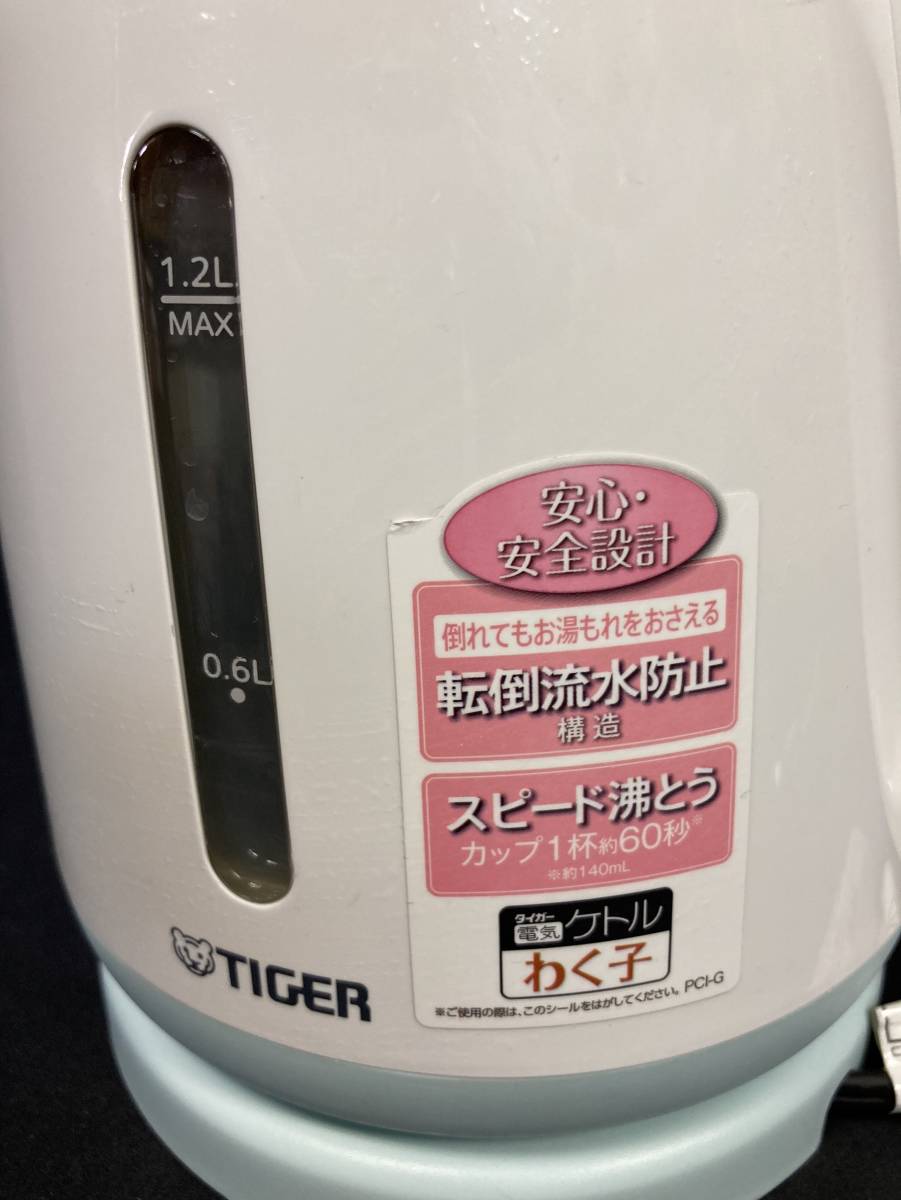 1.2L
MAX
0.6L
安心・
安全設計
倒れてもお湯もれをおさえる
転倒流水防止
構造
スピード沸とう
カップ1杯約60秒※
※約140mL
タイガー
電気ケトル
わく子
※ご使用の際は、このシールをはがしてください。PCI-G
TIGER